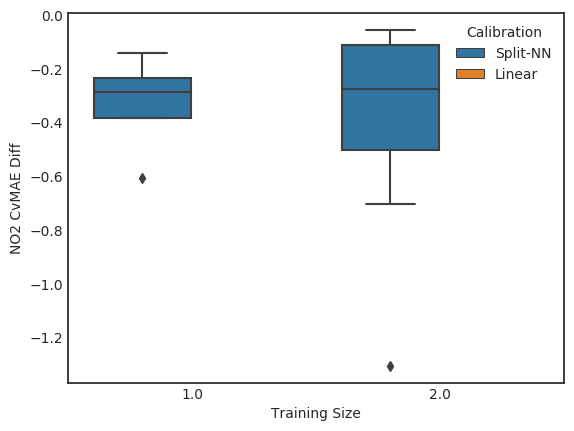 0.0
−0.2
−0.4
−0.6
−0.8
−1.0
−1.2
NO2 CvMAE Diff
Calibration
Split-NN
Linear
1.0
2.0
Training Size